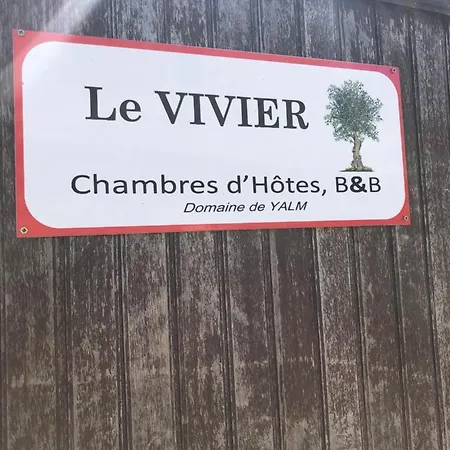 Le VIVIER
Chambres d'Hôtes, B&B
Domaine de YALM